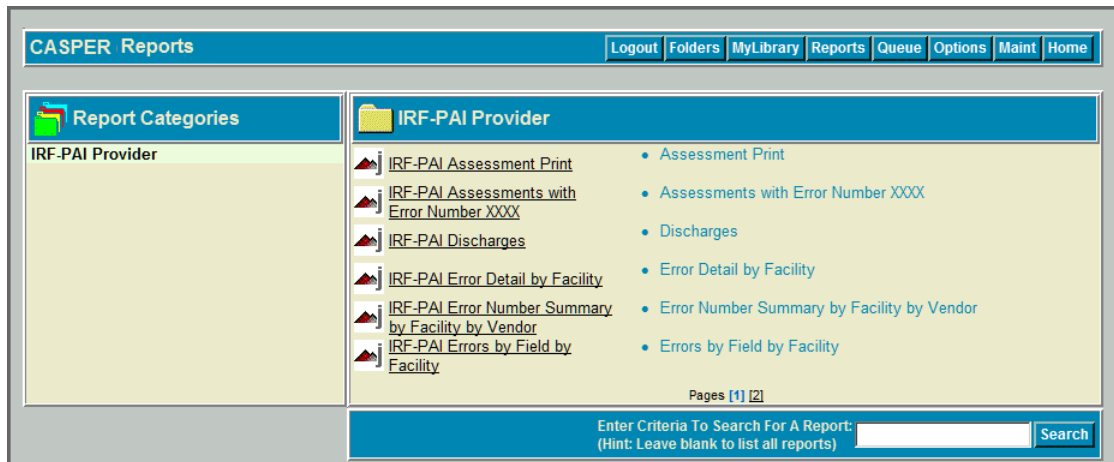 CASPER Reports
Logout Folders MyLibrary Reports Queue Options Maint Home
Report Categories
IRF-PAI Provider
IRF-PAI Provider
IRF-PAI Assessment Print
Assessment Print
IRF-PAI Assessments with
Error Number XXXX
Assessments with Error Number XXXX
IRF-PAI Discharges
Discharges
IRF-PAI Error Detail by Facility
Error Detail by Facility
IRF-PAI Error Number Summary
by Facility by Vendor
Error Number Summary by Facility by Vendor
IRF-PAI Errors by Field by
Facility
Errors by Field by Facility
Pages [1] [2]
Enter Criteria To Search For A Report:
(Hint: Leave blank to list all reports)
Search